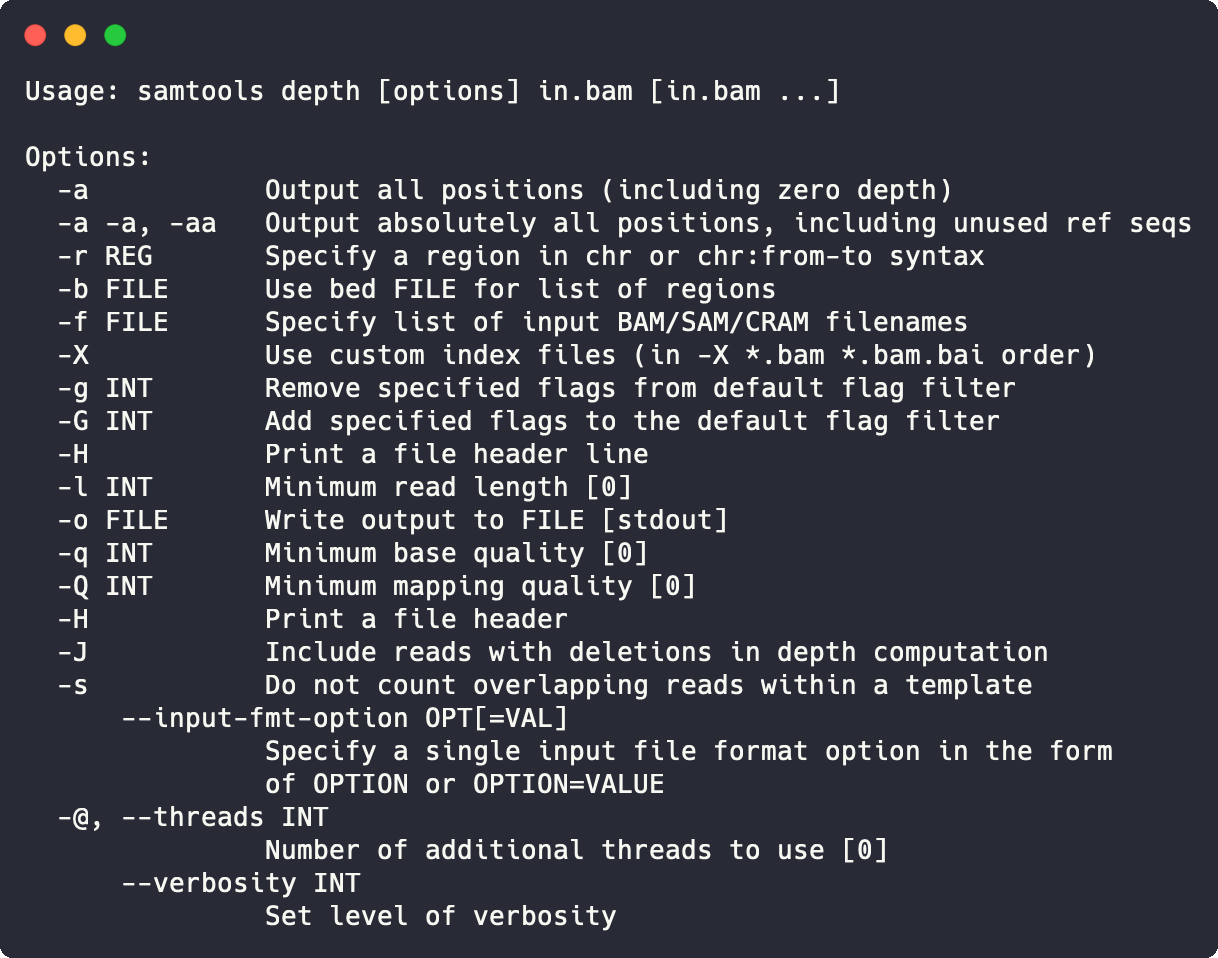 Usage: samtools depth [options] in.bam [in.bam ...]

Options:
  -a           Output all positions (including zero depth)
  -a -a, -aa   Output absolutely all positions, including unused ref seqs
  -r REG       Specify a region in chr or chr:from-to syntax
  -b FILE      Use bed FILE for list of regions
  -f FILE      Specify list of input BAM/SAM/CRAM filenames
  -X           Use custom index files (in -X *.bam *.bam.bai order)
  -g INT       Remove specified flags from default flag filter
  -G INT       Add specified flags to the default flag filter
  -H           Print a file header line
  -l INT       Minimum read length [0]
  -o FILE      Write output to FILE [stdout]
  -q INT       Minimum base quality [0]
  -Q INT       Minimum mapping quality [0]
  -H           Print a file header
  -J           Include reads with deletions in depth computation
  -s           Do not count overlapping reads within a template
      --input-fmt-option OPT[=VAL]
               Specify a single input file format option in the form
               of OPTION or OPTION=VALUE
  -@, --threads INT
               Number of additional threads to use [0]
      --verbosity INT
               Set level of verbosity